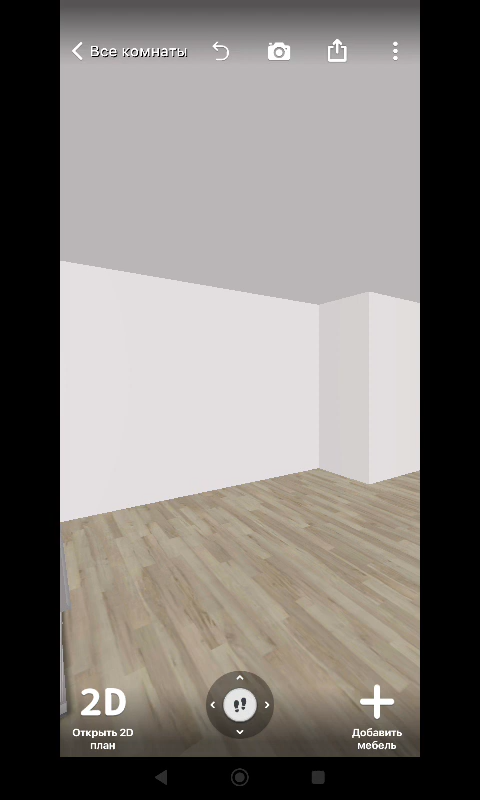 Все комнаты
2D
Открыть 2D
план
Добавить
мебель